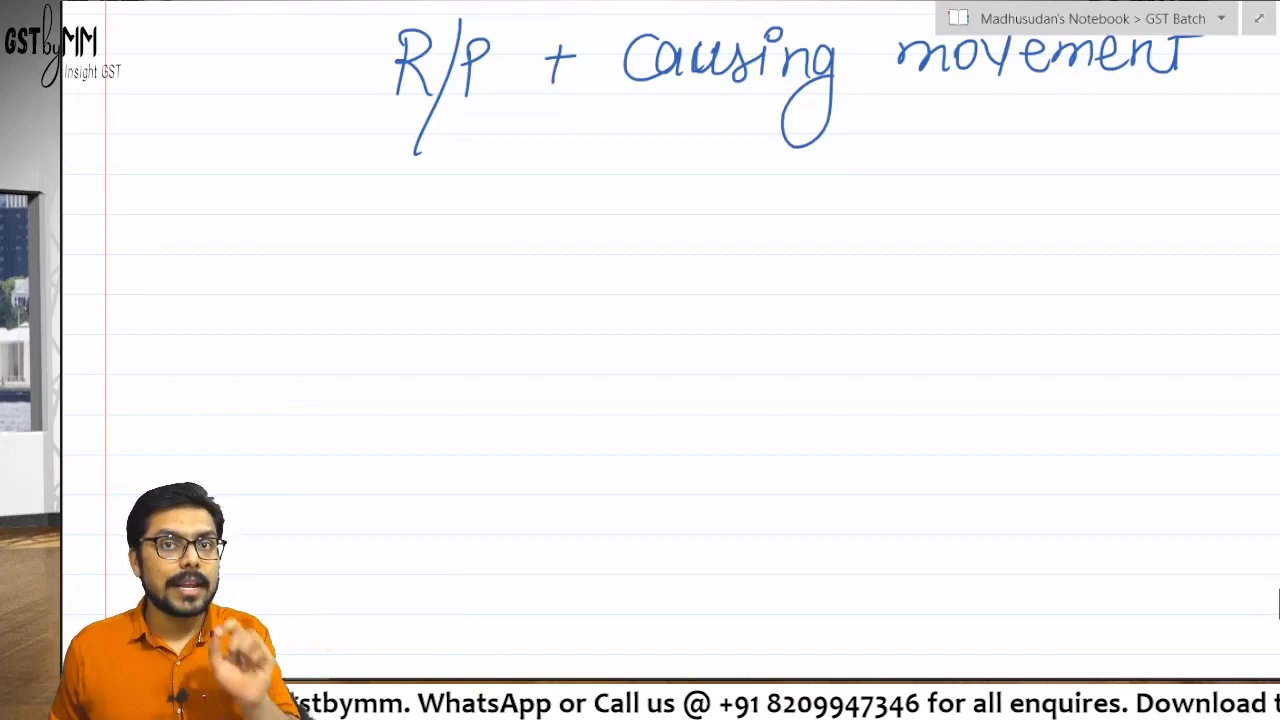 GSTbyMM
Insight GST
Madhusudan's Notebook > GST Batch
R/P + Causing movement
stbymm. WhatsApp or Call us @ +91 8209947346 for all enquires. Download